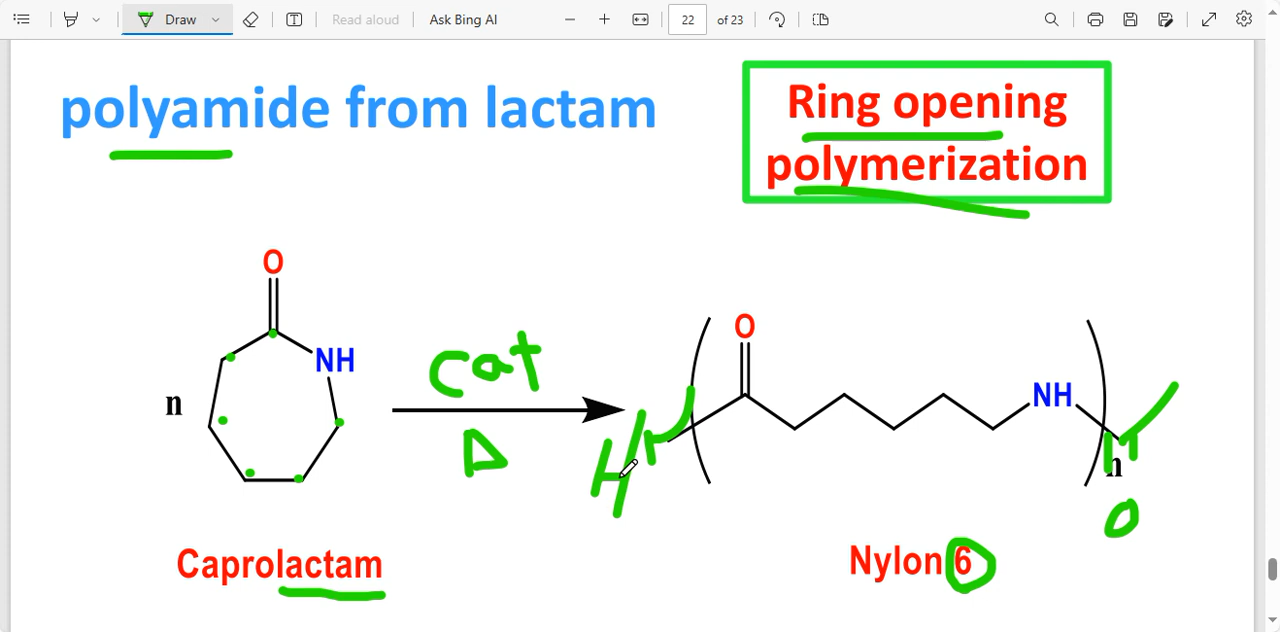 Draw Read aloud Ask Bing AI 22 of 23
polyamide from lactam
Ring opening
polymerization
O
NH
n
cat
Δ
O
NH
n
H
O
Caprolactam
Nylon 6